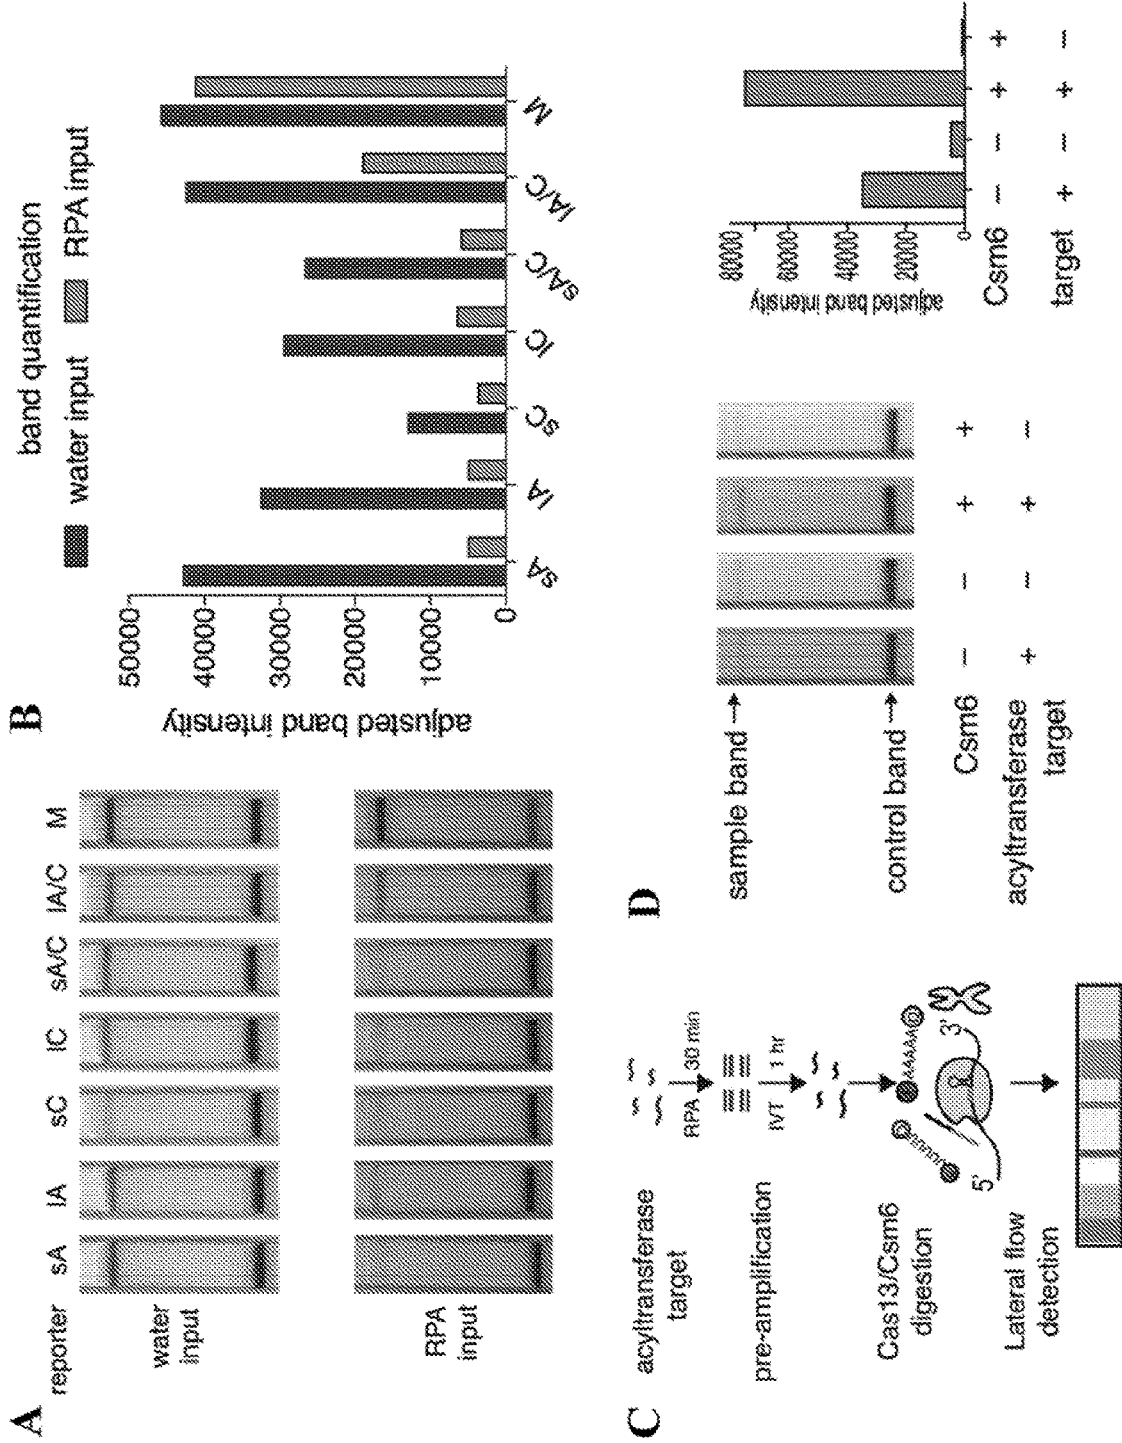 A
reporter
sA
lA
sC
lC
sA/C
lA/C
M
water
input
RPA
input
B
band quantification
water input
RPA input
adjusted band intensity
50000
40000
30000
20000
10000
0
sA
lA
sC
lC
sA/C
lA/C
M
C
acyltransferase
target
RPA
30 min
pre-amplification
IVT
1 hr
Cas13/Csm6
digestion
AAAAA
5'
3'
Lateral flow
detection
D
sample band →
control band →
Csm6
− − + +
acyltransferase
target
+ − + −
adjusted band intensity
80000
60000
40000
20000
0
Csm6
− − + +
target
+ − + −